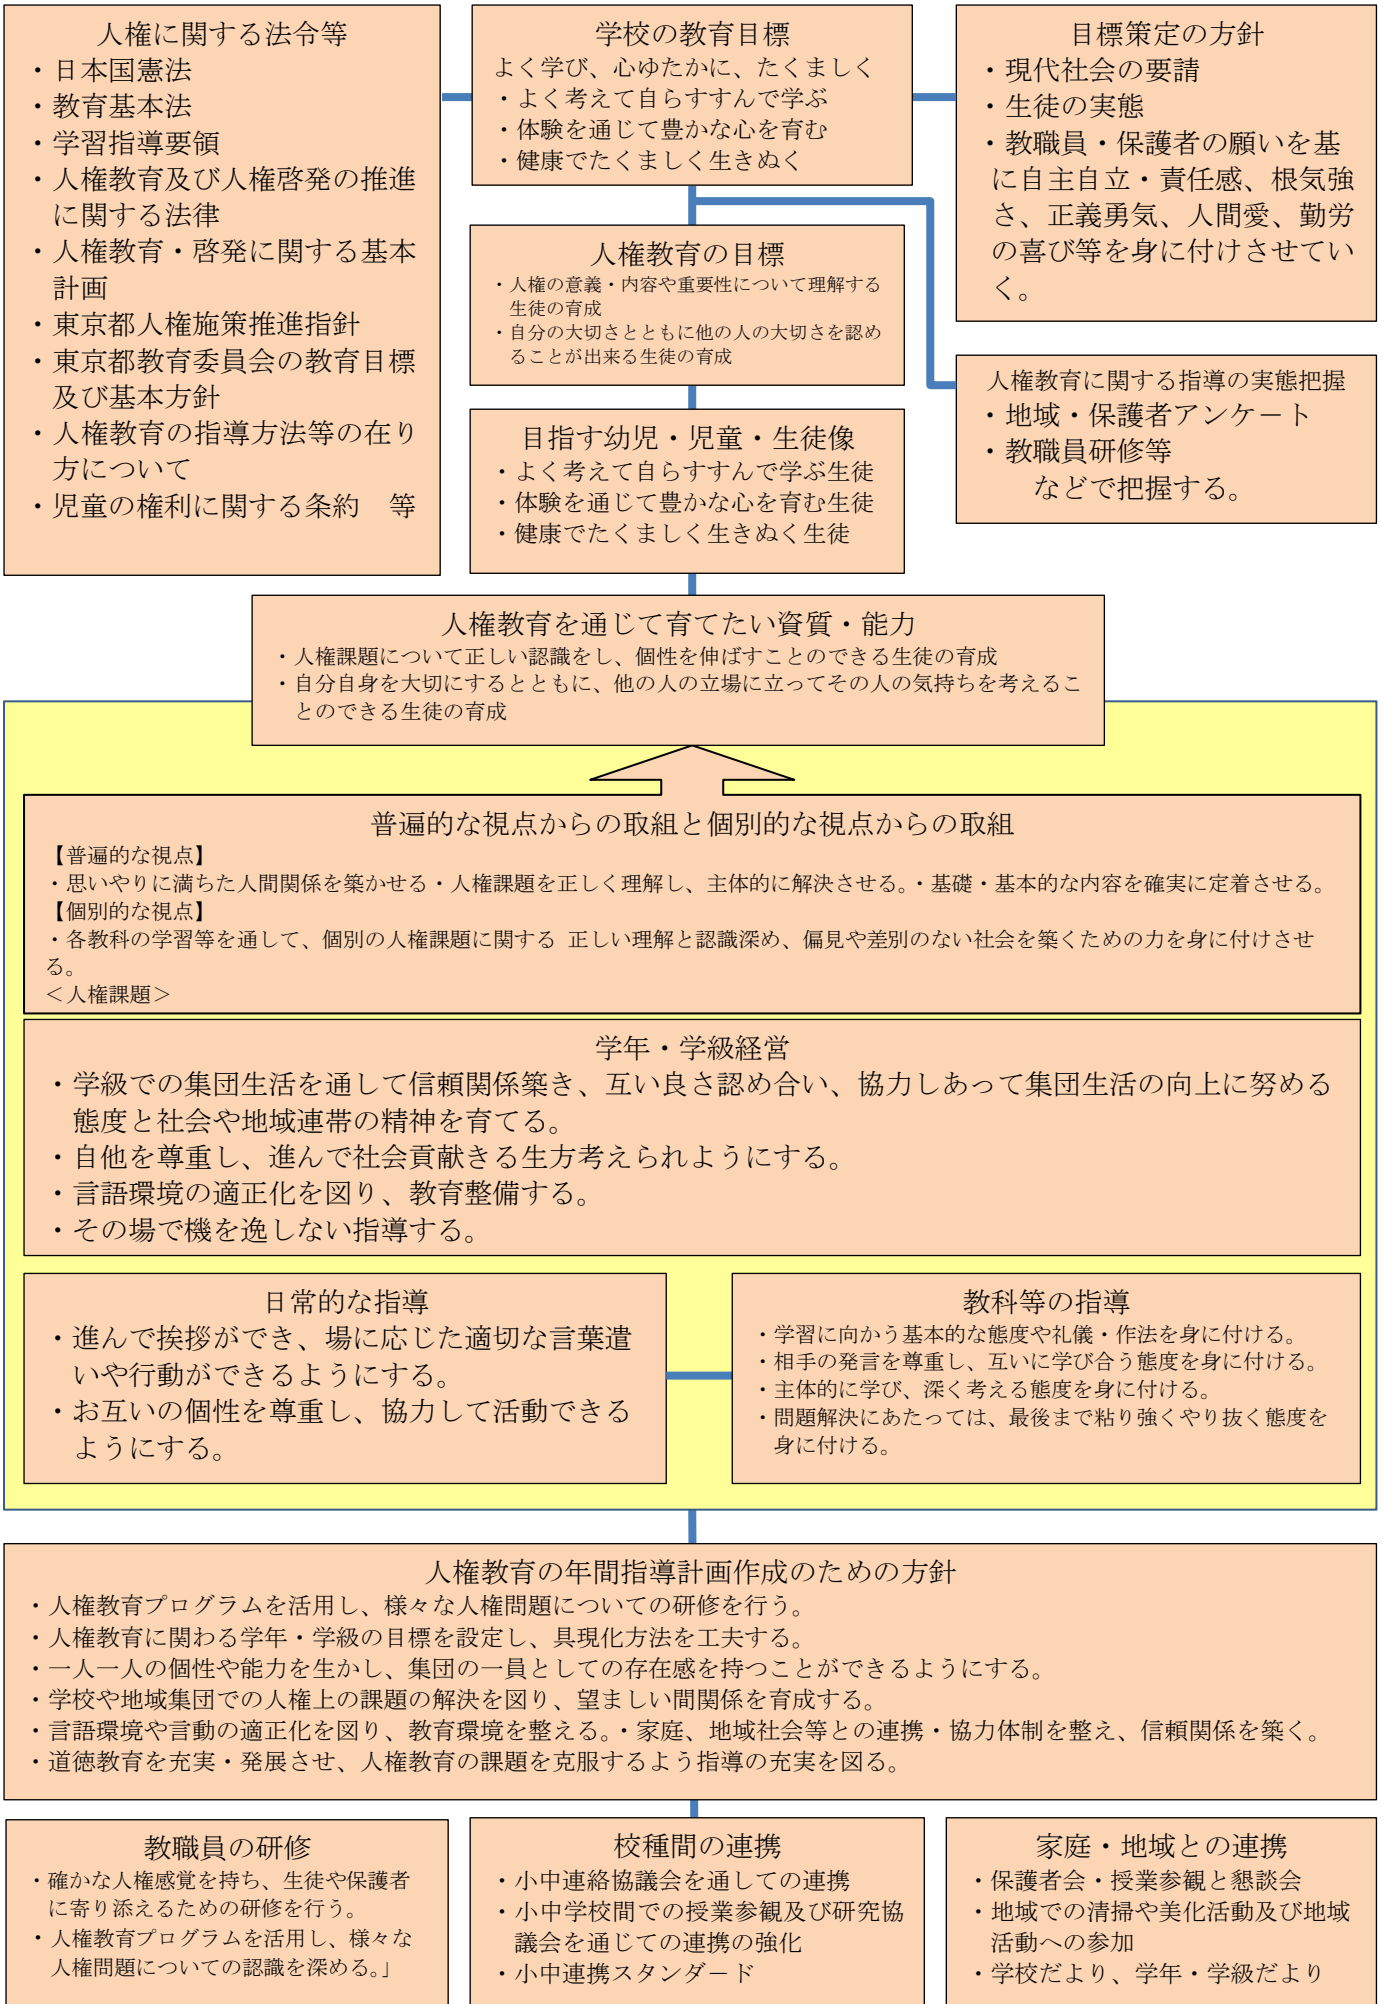 人権に関する法令等
・日本国憲法
・教育基本法
・学習指導要領
・人権教育及び人権啓発の推進
に関する法律
・人権教育・啓発に関する基本
計画
・東京都人権施策推進指針
・東京都教育委員会の教育目標
及び基本方針
・人権教育の指導方法等の在り
方について
・児童の権利に関する条約　等
学校の教育目標
よく学び、心ゆたかに、たくましく
・よく考えて自らすすんで学ぶ
・体験を通じて豊かな心を育む
・健康でたくましく生きぬく
目標策定の方針
・現代社会の要請
・生徒の実態
・教職員・保護者の願いを基
に自主自立・責任感、根気強
さ、正義勇気、人間愛、勤労
の喜び等を身に付けさせてい
く。
人権教育の目標
・人権の意義・内容や重要性について理解する
生徒の育成
・自分の大切さとともに他の人の大切さを認め
ることが出来る生徒の育成
人権教育に関する指導の実態把握
・地域・保護者アンケート
・教職員研修等
などで把握する。
目指す幼児・児童・生徒像
・よく考えて自らすすんで学ぶ生徒
・体験を通じて豊かな心を育む生徒
・健康でたくましく生きぬく生徒
人権教育を通じて育てたい資質・能力
・人権課題について正しい認識をし、個性を伸ばすことのできる生徒の育成
・自分自身を大切にするとともに、他の人の立場に立ってその人の気持ちを考えるこ
とのできる生徒の育成
普遍的な視点からの取組と個別的な視点からの取組
【普遍的な視点】
・思いやりに満ちた人間関係を築かせる・人権課題を正しく理解し、主体的に解決させる。・基礎・基本的な内容を確実に定着させる。
【個別的な視点】
・各教科の学習等を通して、個別の人権課題に関する 正しい理解と認識深め、偏見や差別のない社会を築くための力を身に付けさせ
る。
＜人権課題＞
学年・学級経営
・学級での集団生活を通して信頼関係築き、互い良さ認め合い、協力しあって集団生活の向上に努める
態度と社会や地域連帯の精神を育てる。
・自他を尊重し、進んで社会貢献きる生方考えられようにする。
・言語環境の適正化を図り、教育整備する。
・その場で機を逸しない指導する。
日常的な指導
・進んで挨拶ができ、場に応じた適切な言葉遣
いや行動ができるようにする。
・お互いの個性を尊重し、協力して活動できる
ようにする。
教科等の指導
・学習に向かう基本的な態度や礼儀・作法を身に付ける。
・相手の発言を尊重し、互いに学び合う態度を身に付ける。
・主体的に学び、深く考える態度を身に付ける。
・問題解決にあたっては、最後まで粘り強くやり抜く態度を
身に付ける。
人権教育の年間指導計画作成のための方針
・人権教育プログラムを活用し、様々な人権問題についての研修を行う。
・人権教育に関わる学年・学級の目標を設定し、具現化方法を工夫する。
・一人一人の個性や能力を生かし、集団の一員としての存在感を持つことができるようにする。
・学校や地域集団での人権上の課題の解決を図り、望ましい間関係を育成する。
・言語環境や言動の適正化を図り、教育環境を整える。・家庭、地域社会等との連携・協力体制を整え、信頼関係を築く。
・道徳教育を充実・発展させ、人権教育の課題を克服するよう指導の充実を図る。
教職員の研修
・確かな人権感覚を持ち、生徒や保護者
に寄り添えるための研修を行う。
・人権教育プログラムを活用し、様々な
人権問題についての認識を深める。」
校種間の連携
・小中連絡協議会を通しての連携
・小中学校間での授業参観及び研究協
議会を通じての連携の強化
・小中連携スタンダード
家庭・地域との連携
・保護者会・授業参観と懇談会
・地域での清掃や美化活動及び地域
活動への参加
・学校だより、学年・学級だより